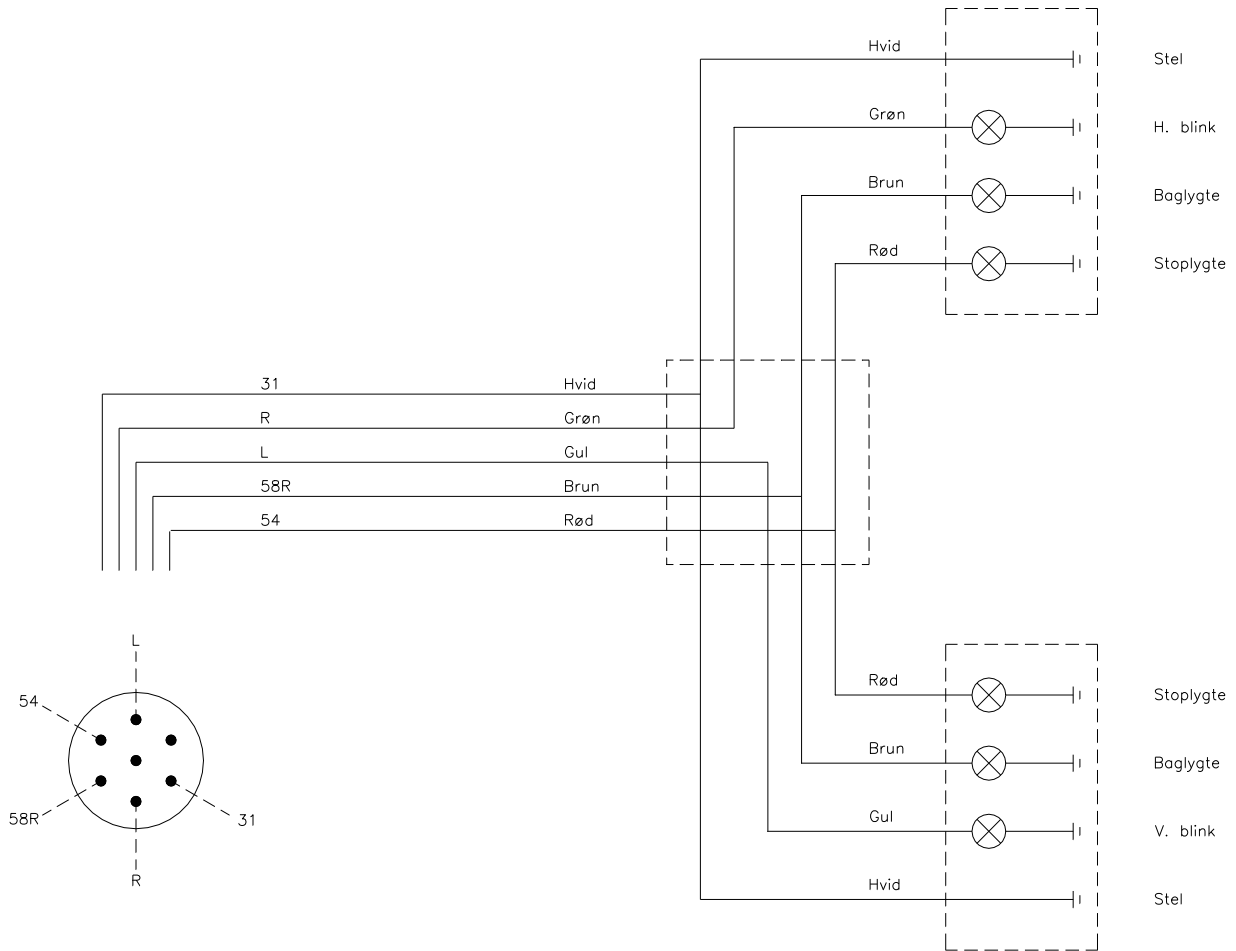 Hvid
Stel
Grøn
H. blink
Brun
Baglygte
Rød
Stoplygte
31 Hvid
R Grøn
L Gul
58R Brun
54 Rød
L
54
58R
31
R
Rød
Stoplygte
Brun
Baglygte
Gul
V. blink
Hvid
Stel